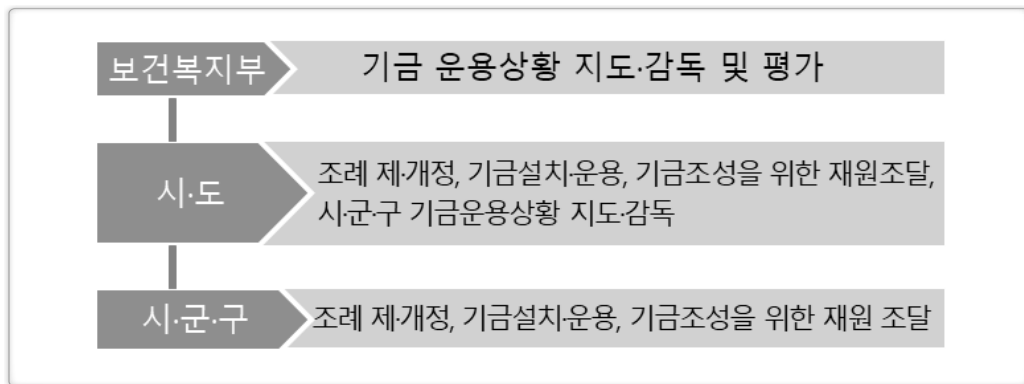 보건복지부
기금 운용상황 지도·감독 및 평가
시·도
조례 제·개정, 기금설치·운용, 기금조성을 위한 재원조달,
시·군·구 기금운용상황 지도·감독
시·군·구
조례 제·개정, 기금설치·운용, 기금조성을 위한 재원 조달